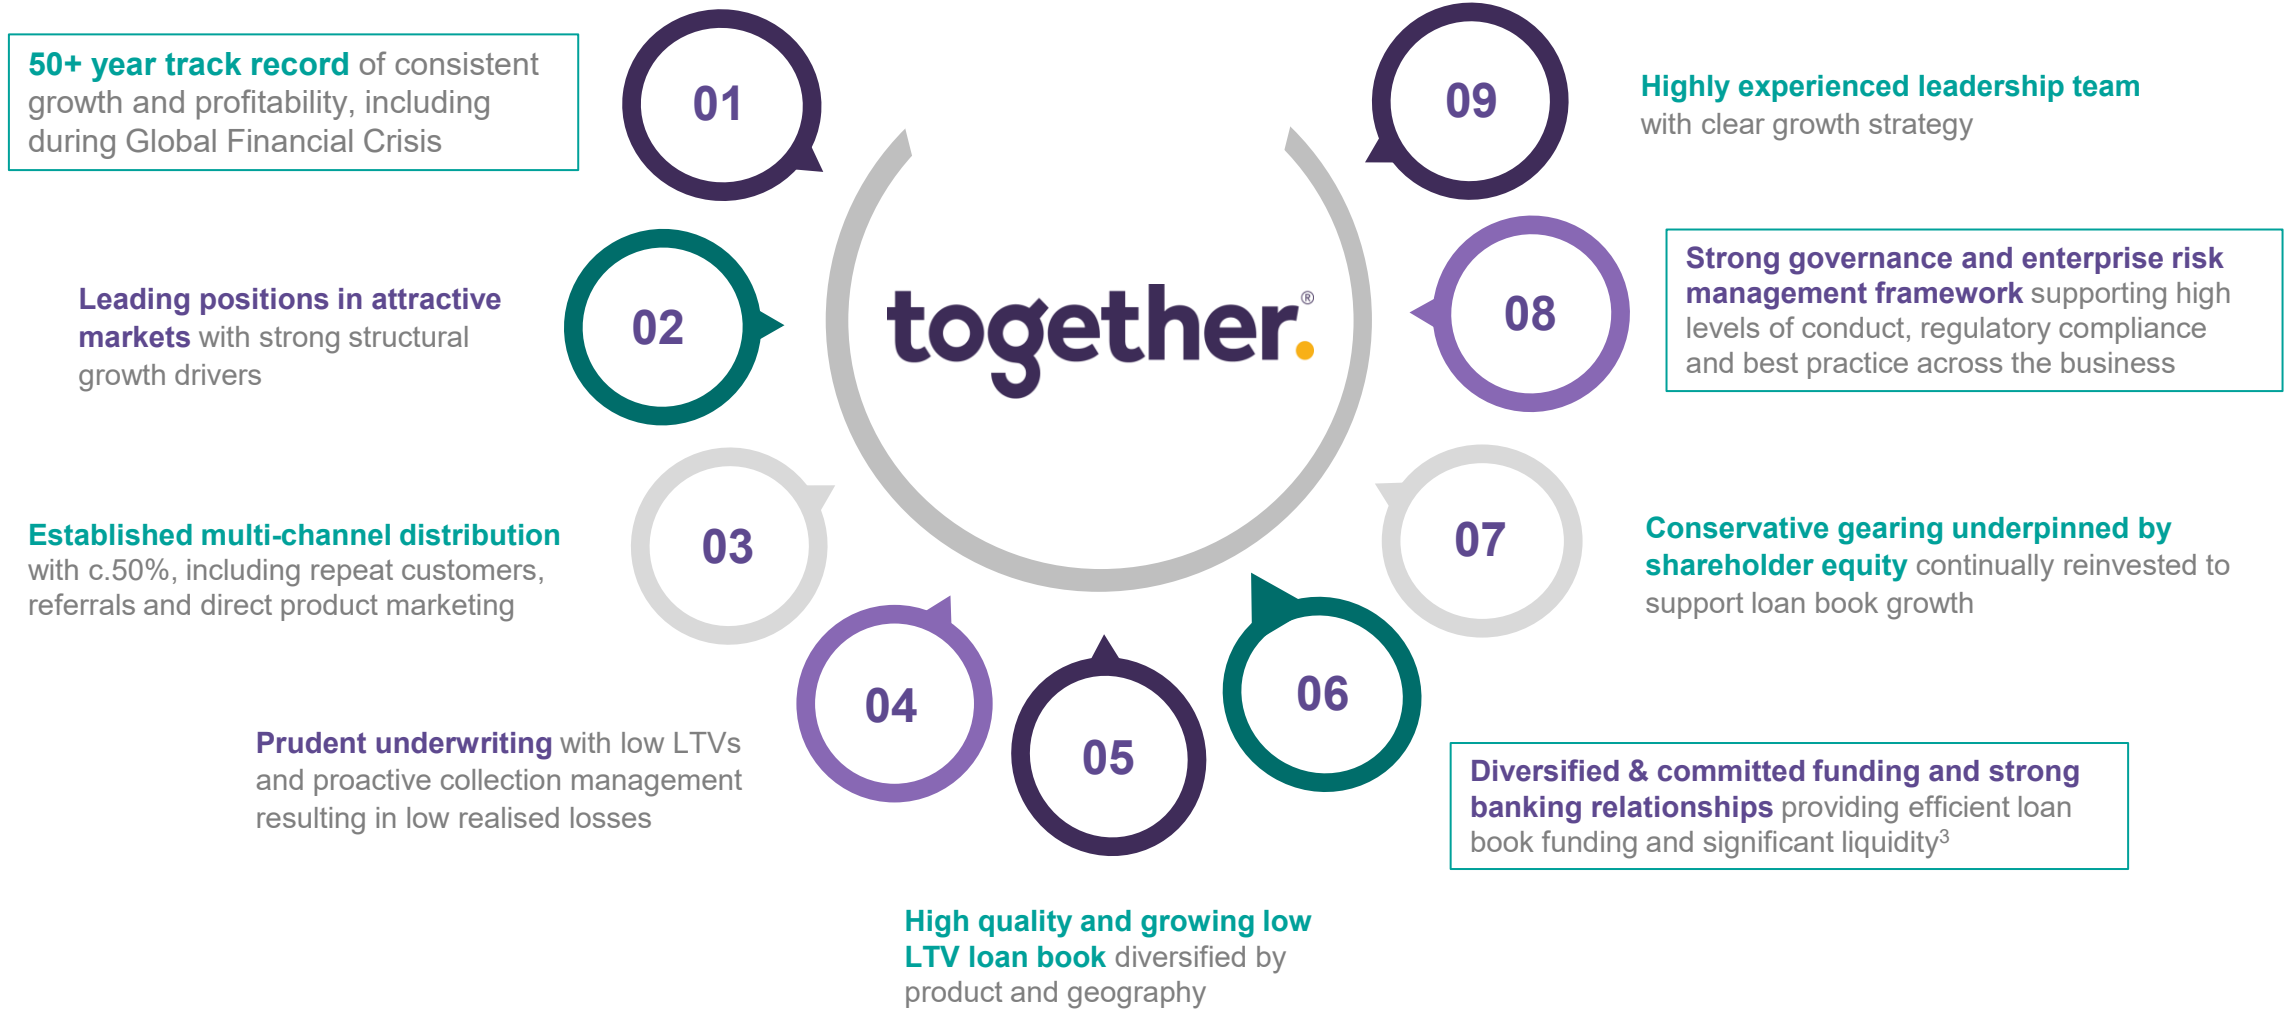 01
50+ year track record of consistent
growth and profitability, including
during Global Financial Crisis
02
Leading positions in attractive
markets with strong structural
growth drivers
03
Established multi-channel distribution
with c.50%, including repeat customers,
referrals and direct product marketing
04
Prudent underwriting with low LTVs
and proactive collection management
resulting in low realised losses
05
High quality and growing low
LTV loan book diversified by
product and geography
06
Diversified & committed funding and strong
banking relationships providing efficient loan
book funding and significant liquidity³
07
Conservative gearing underpinned by
shareholder equity continually reinvested to
support loan book growth
08
Strong governance and enterprise risk
management framework supporting high
levels of conduct, regulatory compliance
and best practice across the business
09
Highly experienced leadership team
with clear growth strategy
together.®